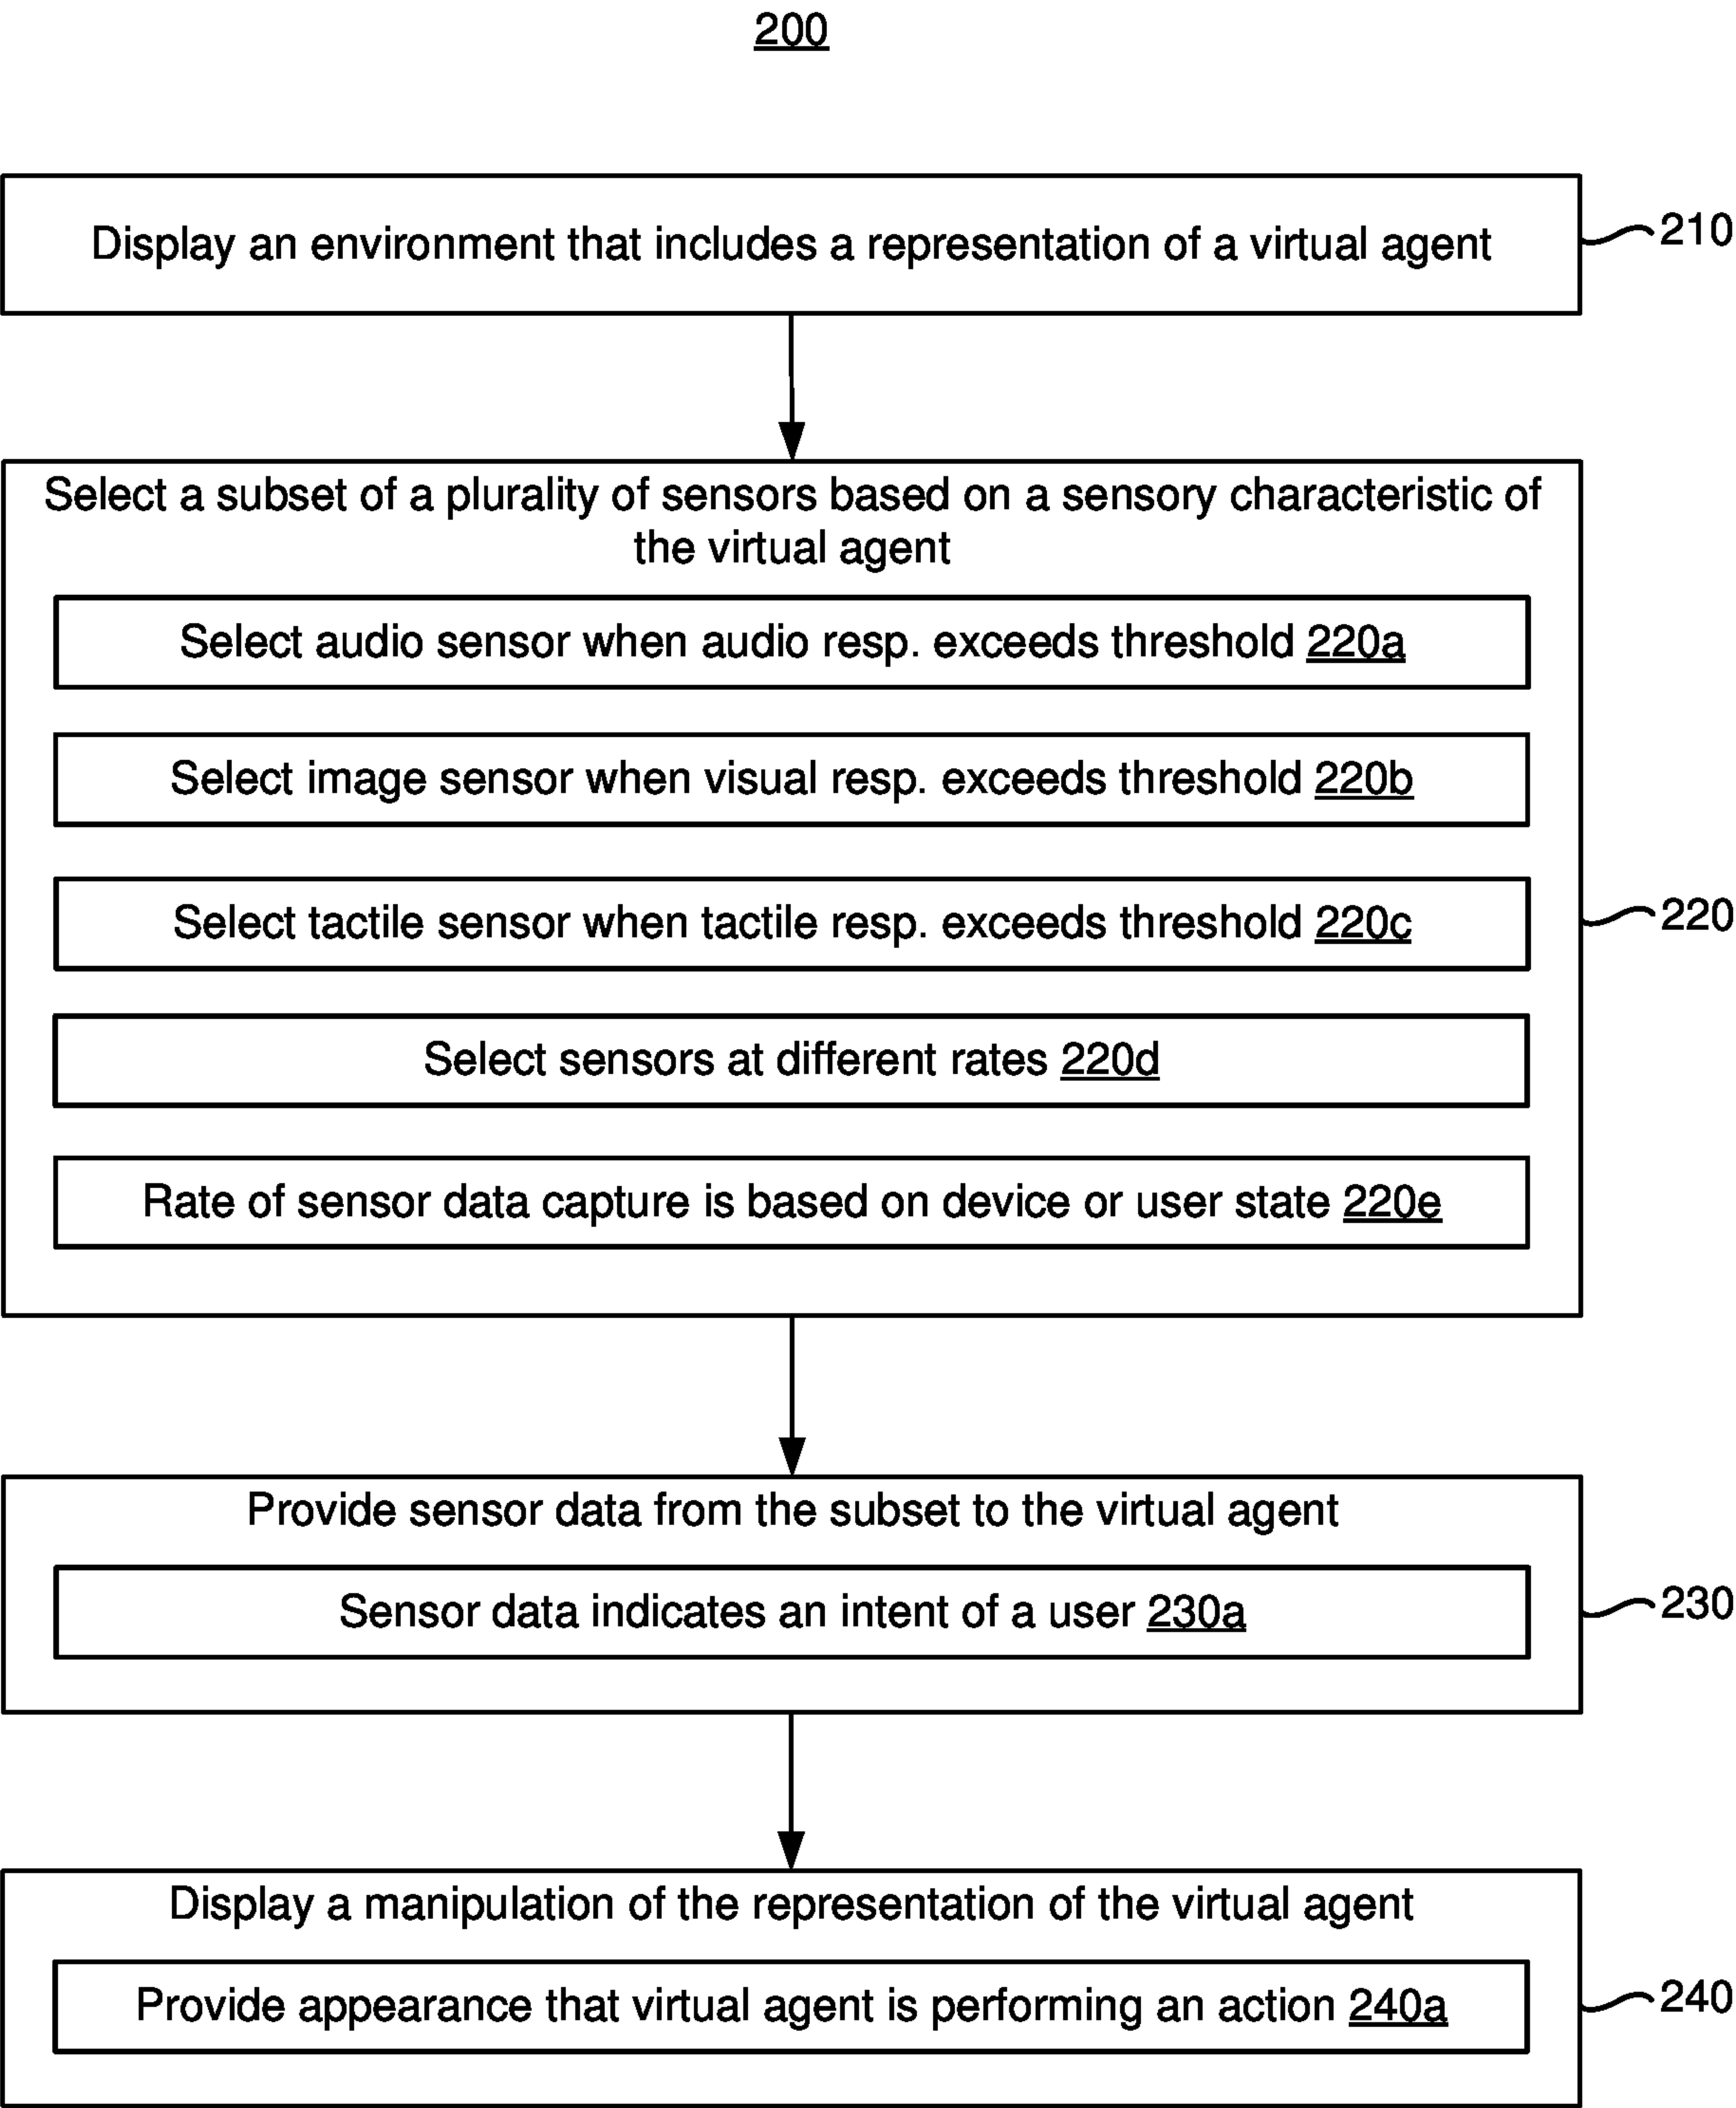 200
Display an environment that includes a representation of a virtual agent
210
Select a subset of a plurality of sensors based on a sensory characteristic of
the virtual agent
Select audio sensor when audio resp. exceeds threshold 220a
Select image sensor when visual resp. exceeds threshold 220b
Select tactile sensor when tactile resp. exceeds threshold 220c
220
Select sensors at different rates 220d
Rate of sensor data capture is based on device or user state 220e
Provide sensor data from the subset to the virtual agent
Sensor data indicates an intent of a user 230a
230
Display a manipulation of the representation of the virtual agent
Provide appearance that virtual agent is performing an action 240a
240